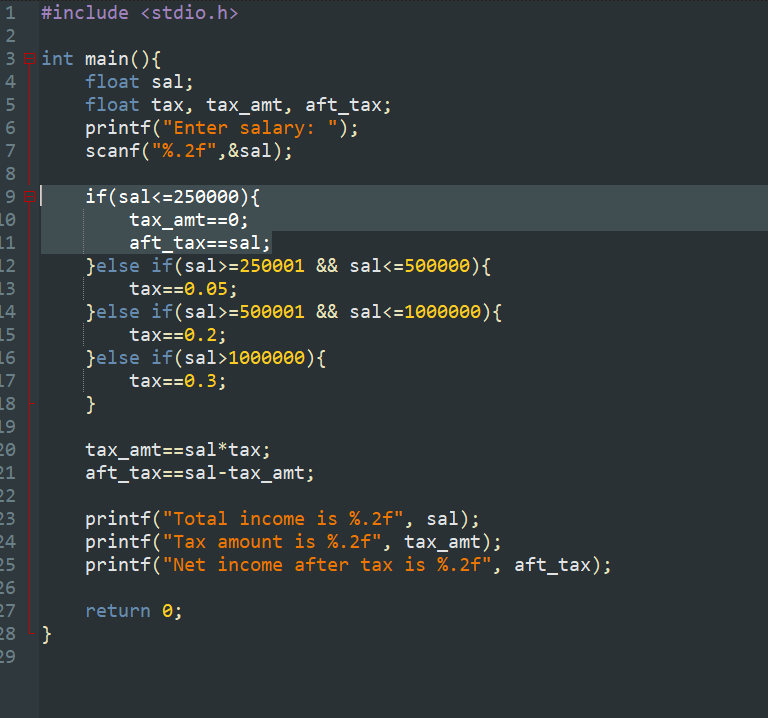 1 #include <stdio.h>
2
3 int main(){
4 float sal;
5 float tax, tax_amt, aft_tax;
6 printf("Enter salary: ");
7 scanf("%.2f",&sal);
8
9 if(sal<=250000){
10 tax_amt==0;
11 aft_tax==sal;
12 }else if(sal>=250001 && sal<=500000){
13 tax==0.05;
14 }else if(sal>=500001 && sal<=1000000){
15 tax==0.2;
16 }else if(sal>1000000){
17 tax==0.3;
18 }
19
20 tax_amt==sal*tax;
21 aft_tax==sal-tax_amt;
22
23 printf("Total income is %.2f", sal);
24 printf("Tax amount is %.2f", tax_amt);
25 printf("Net income after tax is %.2f", aft_tax);
26
27 return 0;
28 }
29